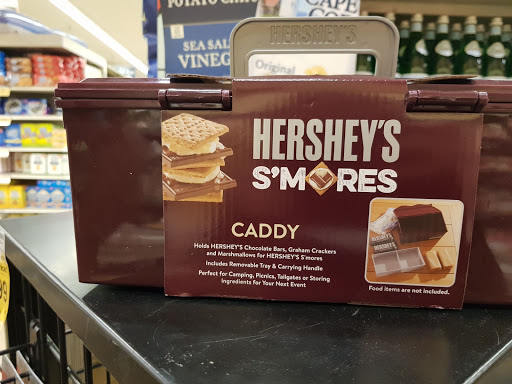 POTATO CHIPS
SEA SAL
VINEG
CAPE
HERSHEY'S
Original
HERSHEY'S
S'MORES
CADDY
Holds HERSHEY'S Chocolate Bars, Graham Crackers
and Marshmallows for HERSHEY'S S'mores
Includes Removable Tray & Carrying Handle
Perfect for Camping, Picnics, Tailgates or Storing
Ingredients for Your Next Event
Food items are not included.